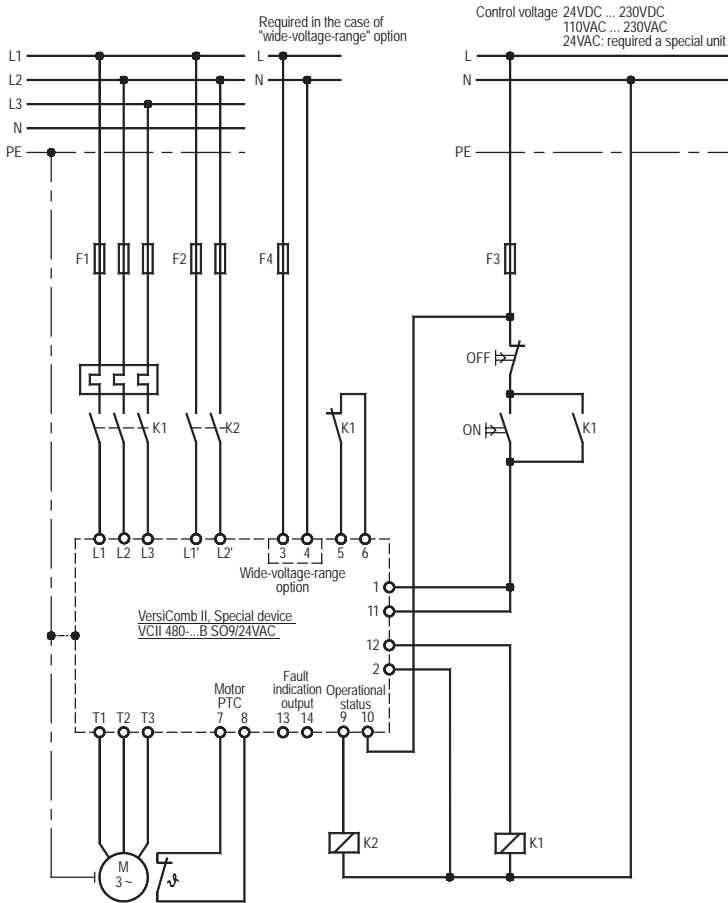 Required in the case of
"wide-voltage-range" option
Control voltage 24VDC ... 230VDC
110VAC ... 230VAC
24VAC: required a special unit
L1
L
L
L2
N
N
L3
N
PE
PE
F1
F2
F4
F3
OFF
K1
K2
K1
ON
K1
L1 L2 L3 L1' L2' 3 4 5 6
Wide-voltage-range
option
1
11
VersiComb II, Special device
VCII 480-...B SO9/24VAC
12
2
Motor
PTC
Fault
indication
output
Operational
status
T1 T2 T3 7 8 13 14 9 10
K2
K1
M
3 ~
ϑ